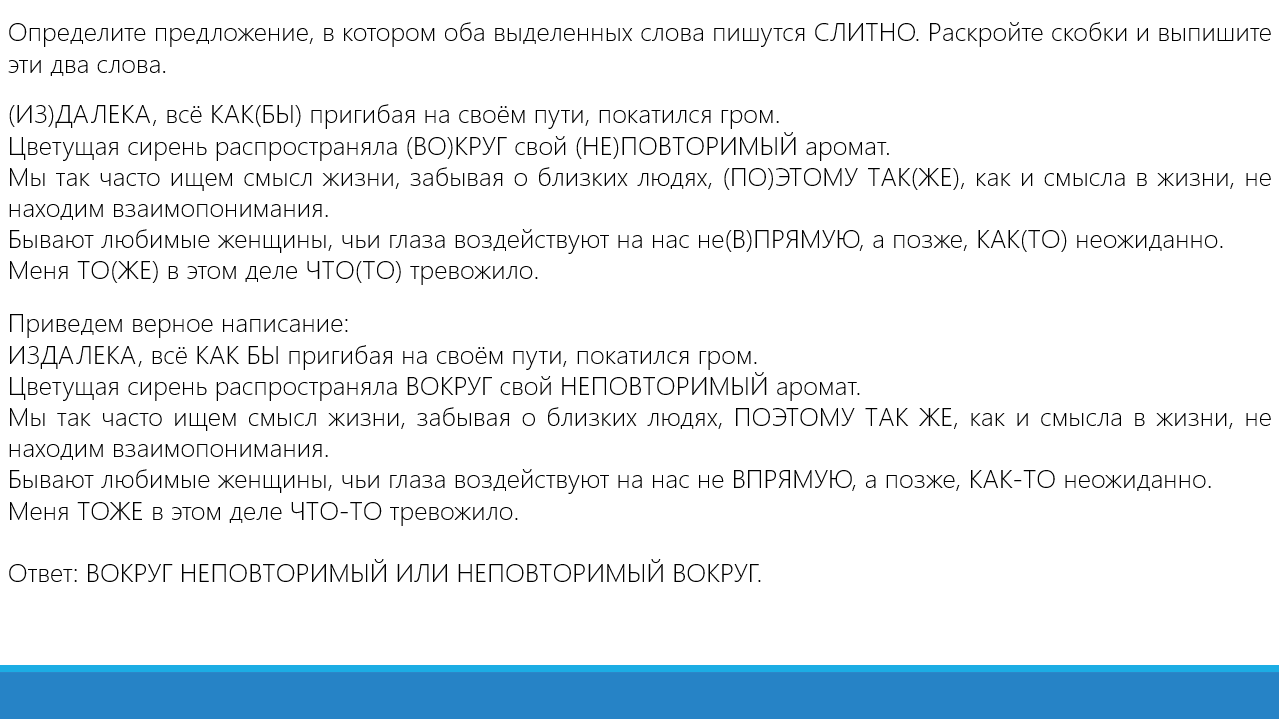 Определите предложение, в котором оба выделенных слова пишутся СЛИТНО. Раскройте скобки и выпишите
эти два слова.
(ИЗ)ДАЛЕКА, всё КАК(БЫ) пригибая на своём пути, покатился гром.
Цветущая сирень распространяла (ВО)КРУГ свой (НЕ)ПОВТОРИМЫЙ аромат.
Мы так часто ищем смысл жизни, забывая о близких людях, (ПО)ЭТОМУ ТАК(ЖЕ), как и смысла в жизни, не
находим взаимопонимания.
Бывают любимые женщины, чьи глаза воздействуют на нас не(В)ПРЯМУЮ, а позже, КАК(ТО) неожиданно.
Меня ТО(ЖЕ) в этом деле ЧТО(ТО) тревожило.
Приведем верное написание:
ИЗДАЛЕКА, всё КАК БЫ пригибая на своём пути, покатился гром.
Цветущая сирень распространяла ВОКРУГ свой НЕПОВТОРИМЫЙ аромат.
Мы так часто ищем смысл жизни, забывая о близких людях, ПОЭТОМУ ТАК ЖЕ, как и смысла в жизни, не
находим взаимопонимания.
Бывают любимые женщины, чьи глаза воздействуют на нас не ВПРЯМУЮ, а позже, КАК-ТО неожиданно.
Меня ТОЖЕ в этом деле ЧТО-ТО тревожило.
Ответ: ВОКРУГ НЕПОВТОРИМЫЙ ИЛИ НЕПОВТОРИМЫЙ ВОКРУГ.